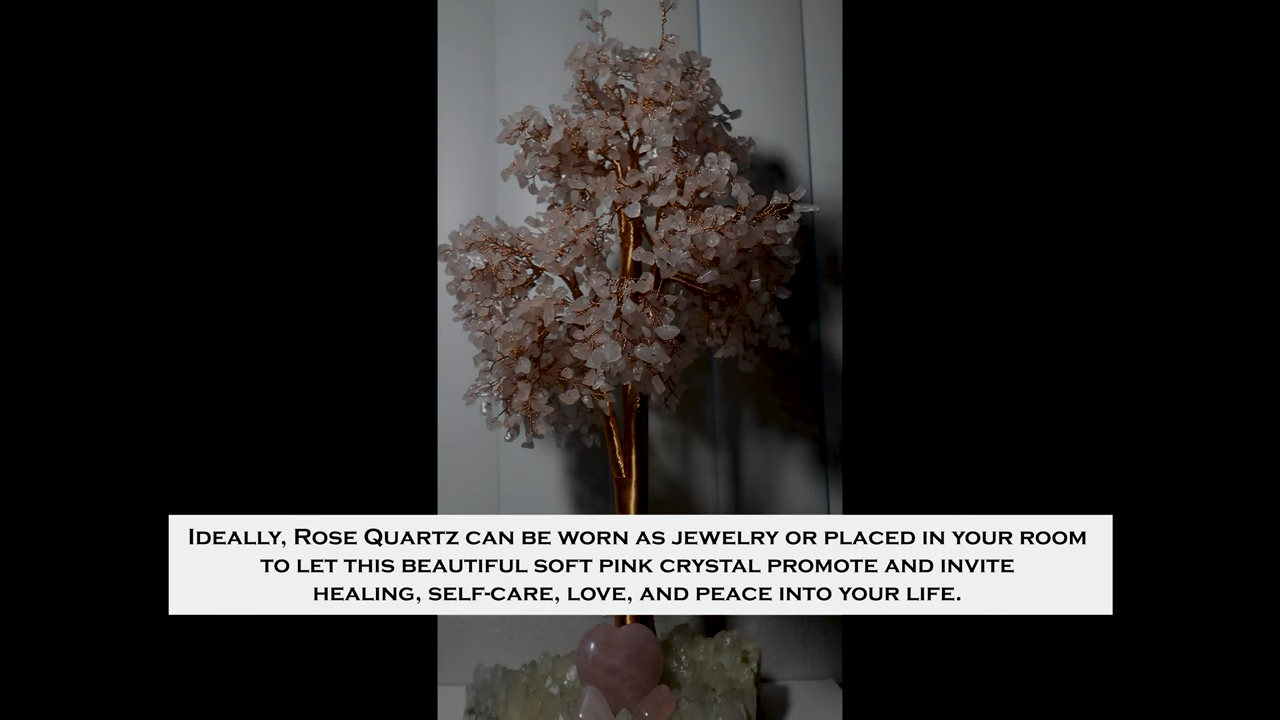 Ideally, Rose Quartz can be worn as jewelry or placed in your room
to let this beautiful soft pink crystal promote and invite
healing, self-care, love, and peace into your life.